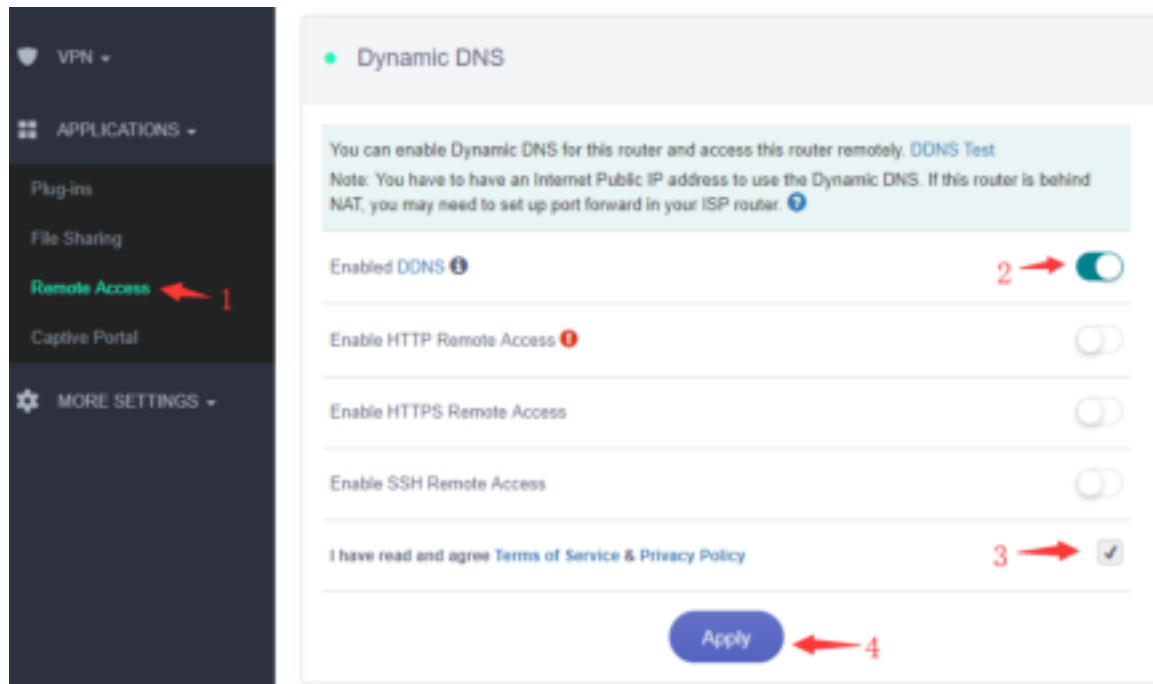 VPN
APPLICATIONS
Plug-ins
File Sharing
Remote Access
1
Captive Portal
MORE SETTINGS
Dynamic DNS
You can enable Dynamic DNS for this router and access this router remotely. DDNS Test
Note: You have to have an Internet Public IP address to use the Dynamic DNS. If this router is behind
NAT, you may need to set up port forward in your ISP router.
Enabled DDNS
2
Enable HTTP Remote Access
Enable HTTPS Remote Access
Enable SSH Remote Access
I have read and agree Terms of Service & Privacy Policy
3
Apply
4